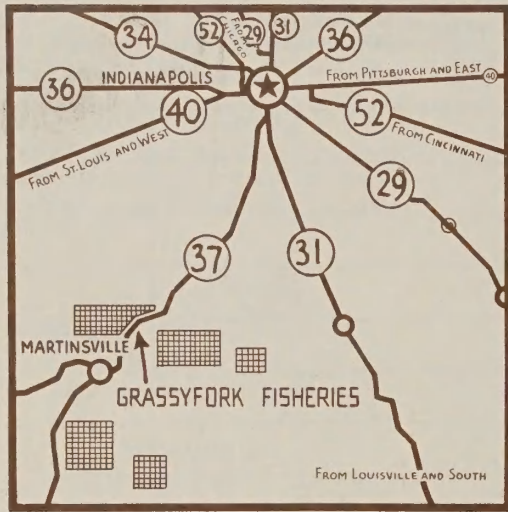 34
52
FROM CHICAGO
29
31
36
36
INDIANAPOLIS
FROM PITTSBURGH AND EAST
40
40
52
FROM ST. LOUIS AND WEST
FROM CINCINNATI
29
37
31
MARTINSVILLE
GRASSYFORK FISHERIES
FROM LOUISVILLE AND SOUTH